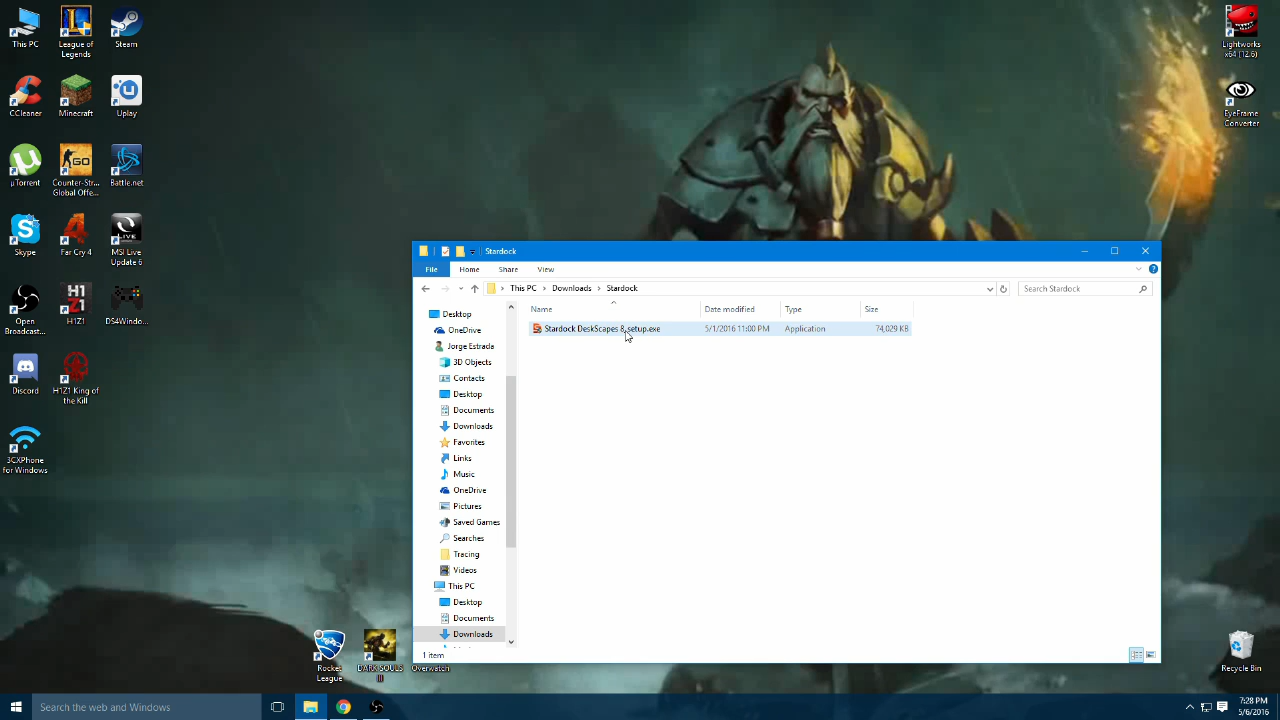 This PC
League of
Legends
Steam
Lightworks
x64 (12.6)
CCleaner
Minecraft
Uplay
EyeFrame
Converter
µTorrent
Counter-Str...
Global Offe...
Battle.net
Skype
Far Cry 4
MSI Live
Update 6
LIVE
GO
H1Z1
Open
Broadcast...
H1Z1
DS4Wind...
Discord
H1Z1 King of
the Kill
3CXPhone
for Windows
Stardock
File
Home
Share
View
This PC
Downloads
Stardock
Search Stardock
Name
Date modified
Type
Size
Stardock DeskScapes 8_setup.exe
5/1/2016 11:00 PM
Application
74,029 KB
Desktop
OneDrive
Jorge Estrada
3D Objects
Contacts
Desktop
Documents
Downloads
Favorites
Links
Music
OneDrive
Pictures
Saved Games
Searches
Tracing
Videos
This PC
Desktop
Documents
Downloads
1 item
Rocket
League
DARK SOULS
III
Overwatch
Recycle Bin
Search the web and Windows
7:28 PM
5/6/2016